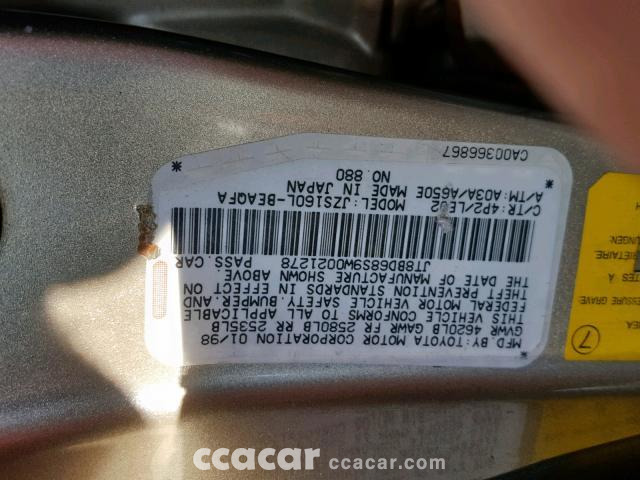 MFD. BY: TOYOTA MOTOR CORPORATION 01/98
GVWR 4620LB GAWR FR 2580LB RR 2535LB
THIS VEHICLE CONFORMS TO ALL APPLICABLE
FEDERAL MOTOR VEHICLE SAFETY, BUMPER, AND
THEFT PREVENTION STANDARDS IN EFFECT ON
THE DATE OF MANUFACTURE SHOWN ABOVE.
JT8BD68S9W0021278 PASS. CAR
C/TR: 4P2/LE02 MODEL: JZS160L-BEAQFA
A/TM: A03A/A650E MADE IN JAPAN
NO. 880
CA00366867
7
ccacar ccacar.com